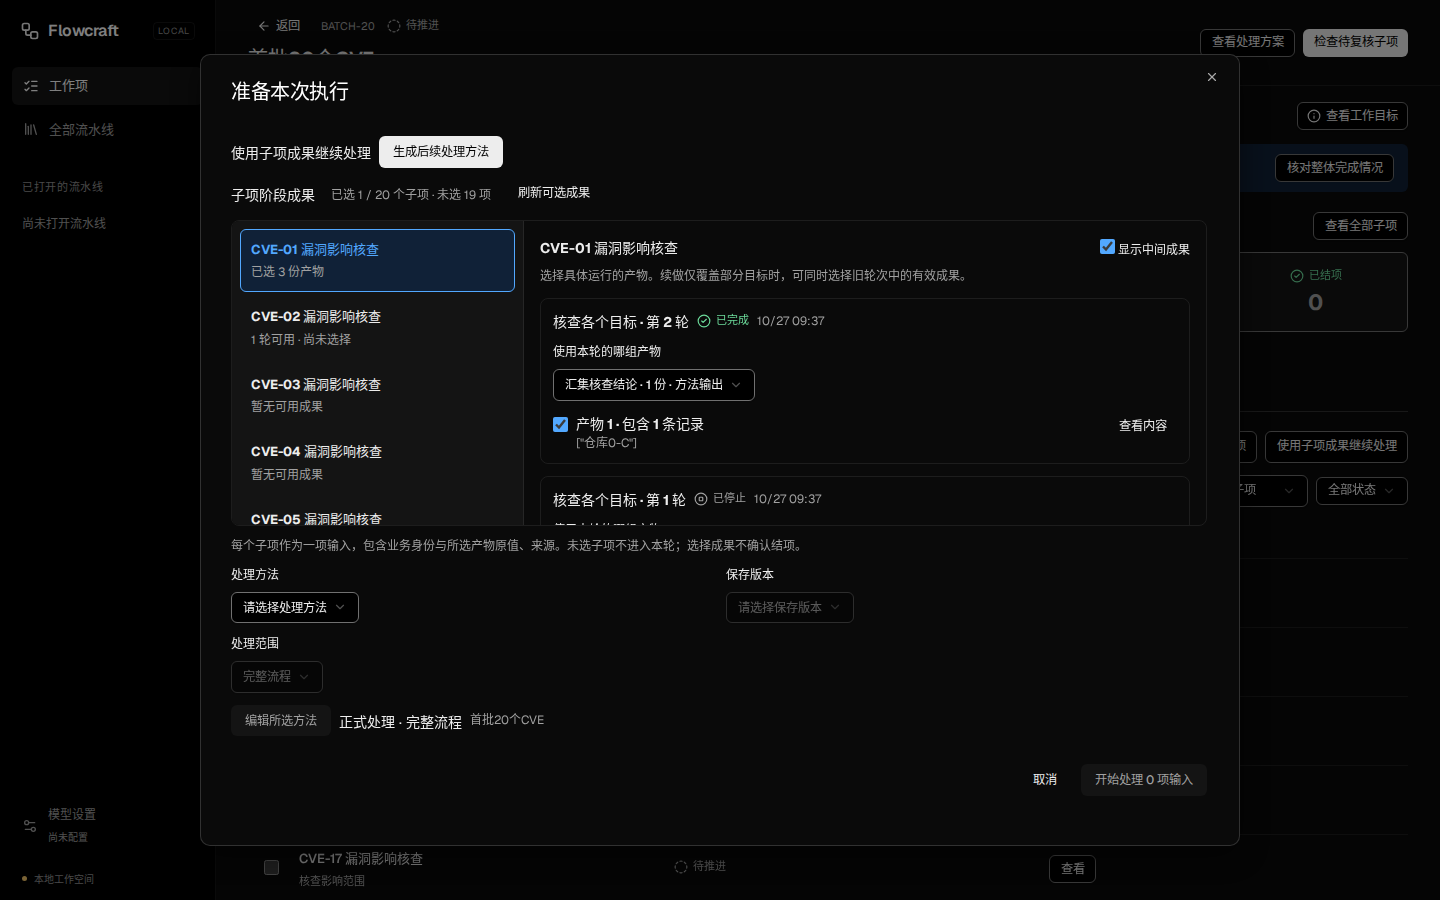 Flowcraft
LOCAL
工作项
全部流水线
已打开的流水线
尚未打开流水线
模型设置
尚未配置
本地工作空间
返回
BATCH-20
待推进
查看处理方案
检查待复核子项
查看工作目标
核对整体完成情况
查看全部子项
已结项
0
使用子项成果继续处理
全部状态
准备本次执行
使用子项成果继续处理
生成后续处理方法
子项阶段成果
已选 1 / 20 个子项 · 未选 19 项
刷新可选成果
CVE-01 漏洞影响核查
已选 3 份产物
CVE-02 漏洞影响核查
1 轮可用 · 尚未选择
CVE-03 漏洞影响核查
暂无可用成果
CVE-04 漏洞影响核查
暂无可用成果
CVE-05 漏洞影响核查
CVE-01 漏洞影响核查
显示中间成果
选择具体运行的产物。续做仅覆盖部分目标时，可同时选择旧轮次中的有效成果。
核查各个目标 · 第 2 轮
已完成
10/27 09:37
使用本轮的哪组产物
汇集核查结论 · 1 份 · 方法输出
产物 1 · 包含 1 条记录
["仓库0-C"]
查看内容
核查各个目标 · 第 1 轮
已停止
10/27 09:37
每个子项作为一项输入，包含业务身份与所选产物原值、来源。未选子项不进入本轮；选择成果不确认结项。
处理方法
请选择处理方法
保存版本
请选择保存版本
处理范围
完整流程
编辑所选方法
正式处理 · 完整流程
首批20个CVE
取消
开始处理 0 项输入
CVE-17 漏洞影响核查
核查影响范围
待推进
查看